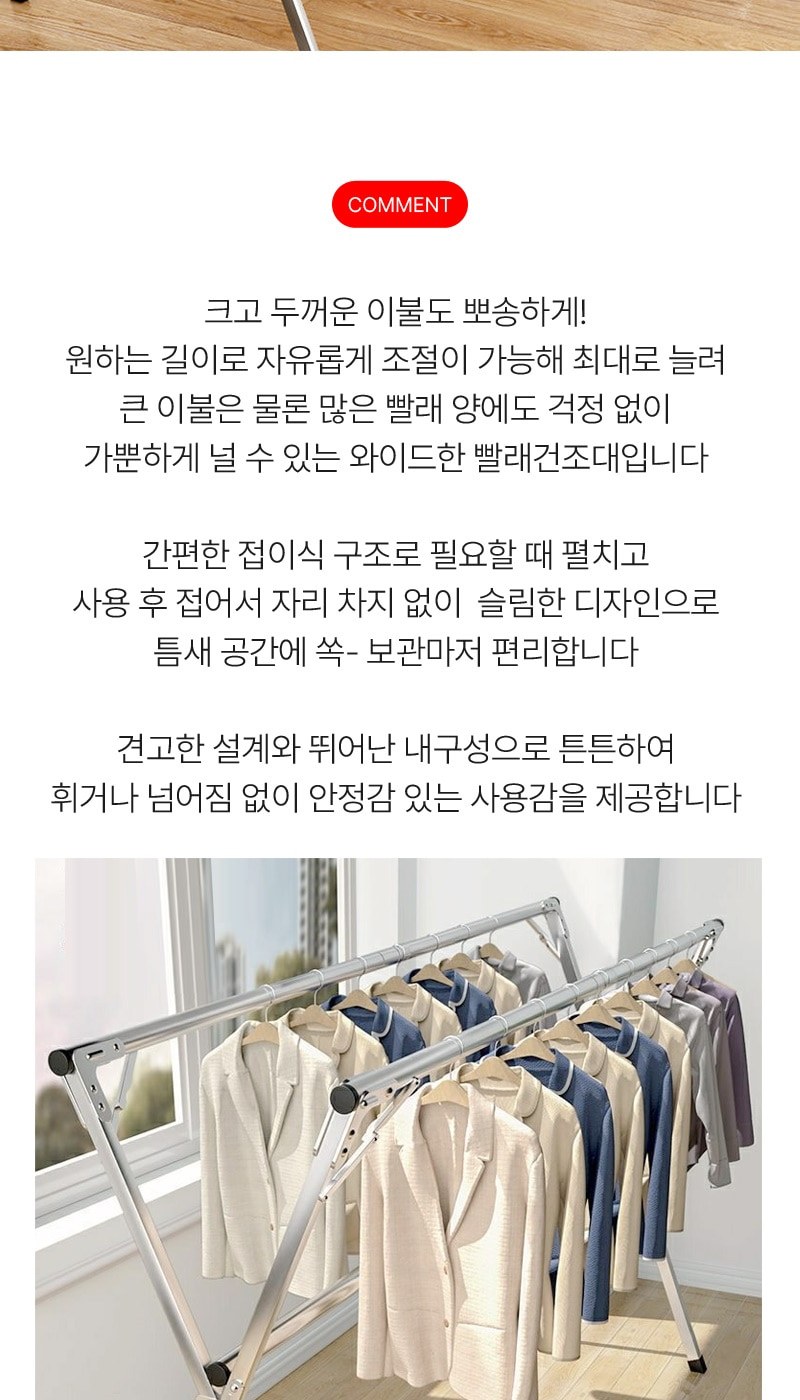 COMMENT
크고 두꺼운 이불도 뽀송하게!
원하는 길이로 자유롭게 조절이 가능해 최대로 늘려
큰 이불은 물론 많은 빨래 양에도 걱정 없이
가뿐하게 널 수 있는 와이드한 빨래건조대입니다
간편한 접이식 구조로 필요할 때 펼치고
사용 후 접어서 자리 차지 없이 슬림한 디자인으로
틈새 공간에 쏙- 보관마저 편리합니다
견고한 설계와 뛰어난 내구성으로 튼튼하여
휘거나 넘어짐 없이 안정감 있는 사용감을 제공합니다